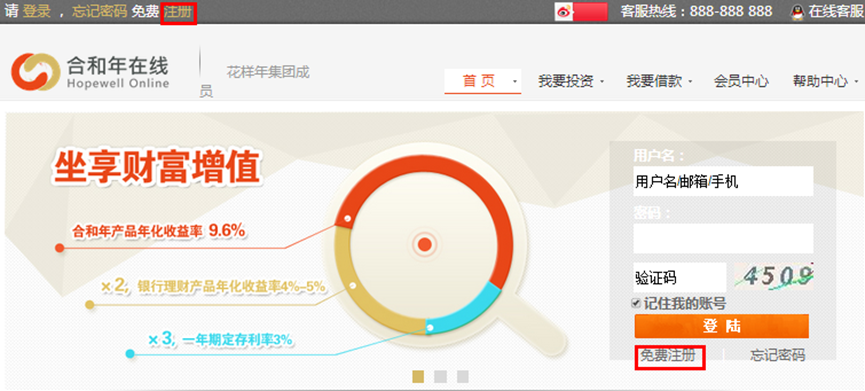 请 登录 ， 忘记密码 免费 注册 客服热线：888-888 888 在线客服
合和年在线
Hopewell Online
花样年集团成
员
首 页 我要投资 我要借款 会员中心 帮助中心
坐享财富增值
合和年产品年化收益率 9.6%
×2, 银行理财产品年化收益率4%-5%
×3, 一年期定存利率3%
用户名：
用户名/邮箱/手机
密码：
验证码 4509
记住我的账号
登 陆
免费注册 忘记密码